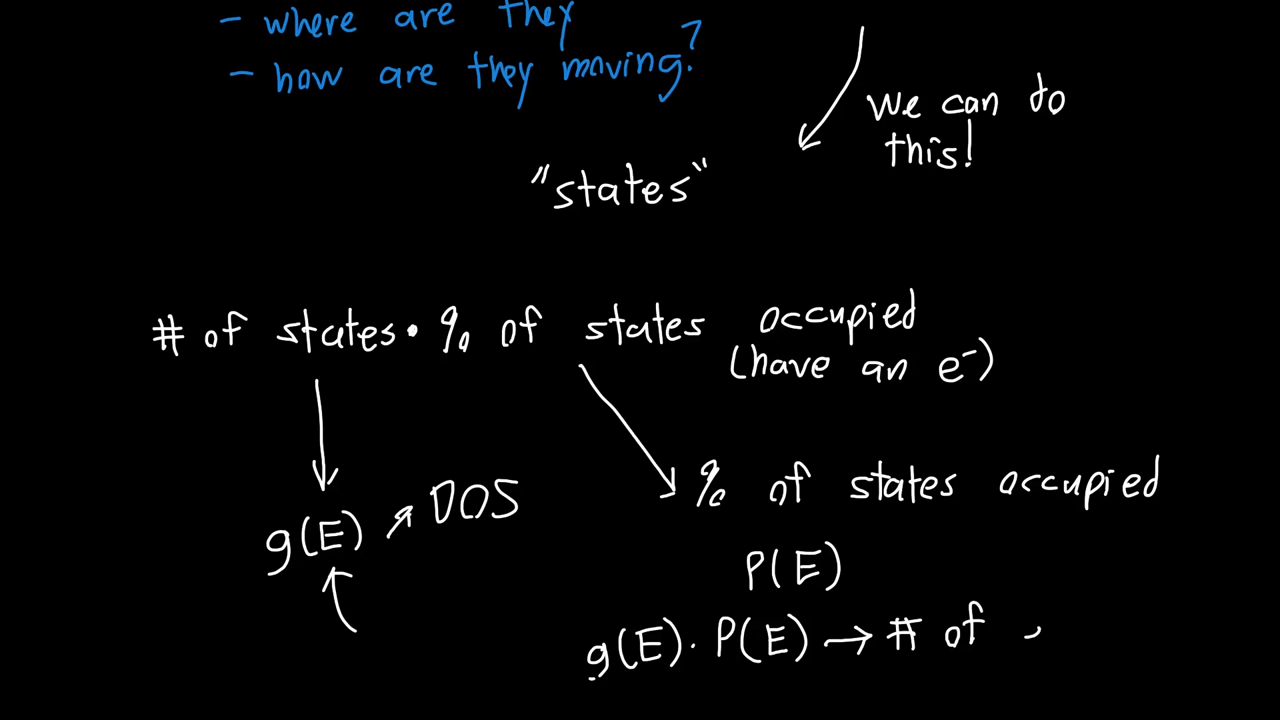 - where are they
- how are they moving?
we can do
this!
"states"
# of states • % of states occupied
(have an e⁻)
g(E) ↗ DOS
% of states occupied
P(E)
g(E) · P(E) → # of